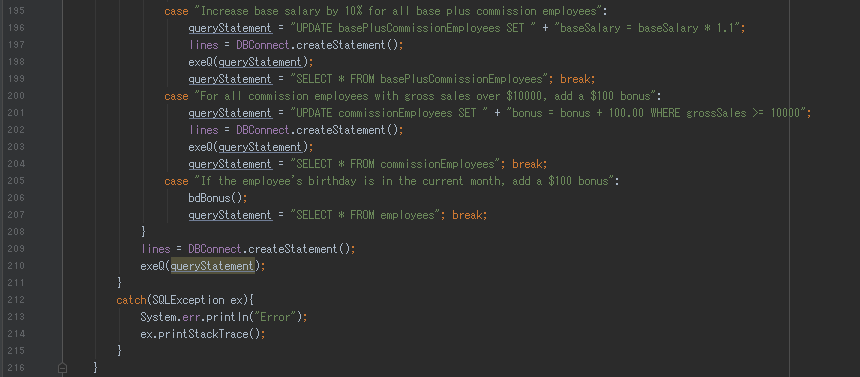 195 case "Increase base salary by 10% for all base plus commission employees":
196 queryStatement = "UPDATE basePlusCommissionEmployees SET " + "baseSalary = baseSalary * 1.1";
197 lines = DBConnect.createStatement();
198 exeQ(queryStatement);
199 queryStatement = "SELECT * FROM basePlusCommissionEmployees"; break;
200 case "For all commission employees with gross sales over $10000, add a $100 bonus":
201 queryStatement = "UPDATE commissionEmployees SET " + "bonus = bonus + 100.00 WHERE grossSales >= 10000";
202 lines = DBConnect.createStatement();
203 exeQ(queryStatement);
204 queryStatement = "SELECT * FROM commissionEmployees"; break;
205 case "If the employee's birthday is in the current month, add a $100 bonus":
206 bdBonus();
207 queryStatement = "SELECT * FROM employees"; break;
208 }
209 lines = DBConnect.createStatement();
210 exeQ(queryStatement);
211 }
212 catch(SQLException ex){
213 System.err.println("Error");
214 ex.printStackTrace();
215 }
216 }